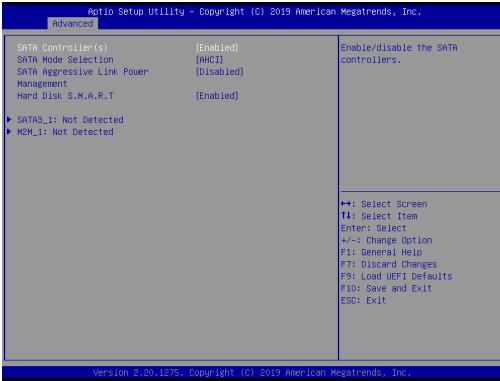 Aptio Setup Utility – Copyright (C) 2019 American Megatrends, Inc.
Advanced
SATA Controller(s) [Enabled]
SATA Mode Selection [AHCI]
SATA Aggressive Link Power [Disabled]
Management
Hard Disk S.M.A.R.T [Enabled]
▶ SATA3_1: Not Detected
▶ M2M_1: Not Detected
Enable/disable the SATA
controllers.
↔: Select Screen
↑↓: Select Item
Enter: Select
+/-: Change Option
F1: General Help
F7: Discard Changes
F9: Load UEFI Defaults
F10: Save and Exit
ESC: Exit
Version 2.20.1275. Copyright (C) 2019 American Megatrends, Inc.